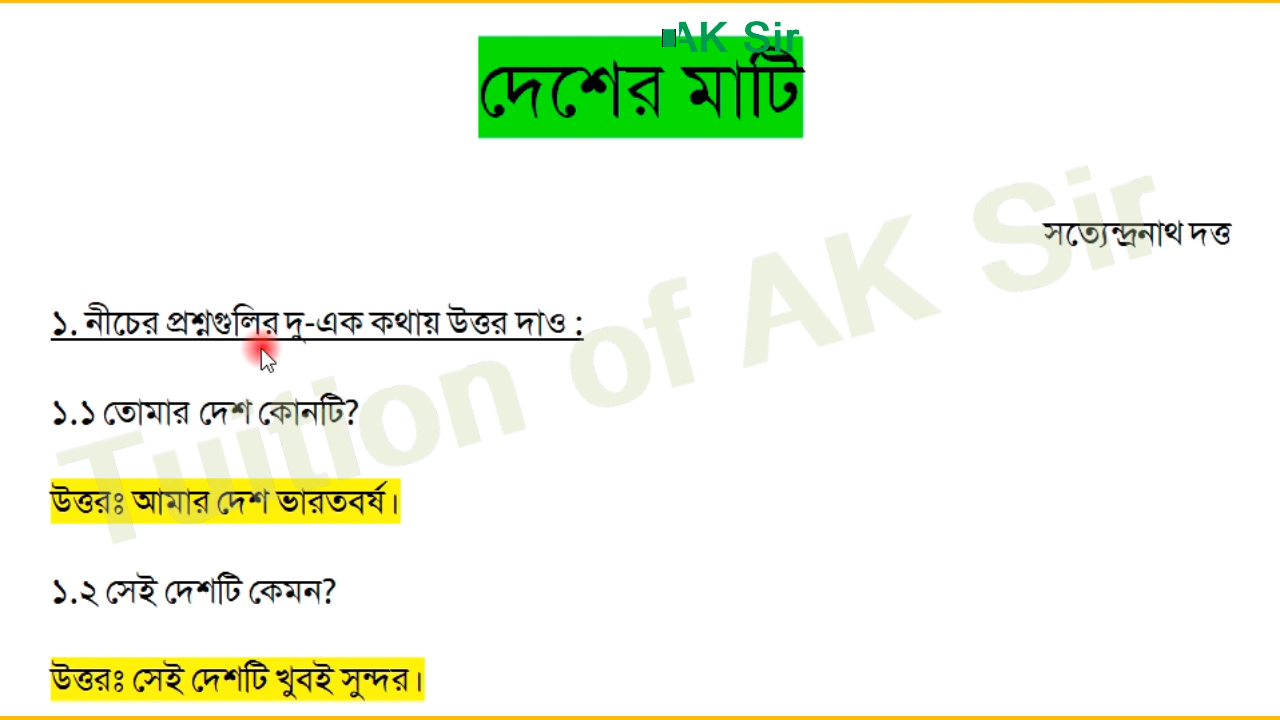 AK Sir
দেশের মাটি
সত্যেন্দ্রনাথ দত্ত
১. নীচের প্রশ্নগুলির দু-এক কথায় উত্তর দাও :
১.১ তোমার দেশ কোনটি?
উত্তরঃ আমার দেশ ভারতবর্ষ।
১.২ সেই দেশটি কেমন?
উত্তরঃ সেই দেশটি খুবই সুন্দর।
Tuition of AK Sir